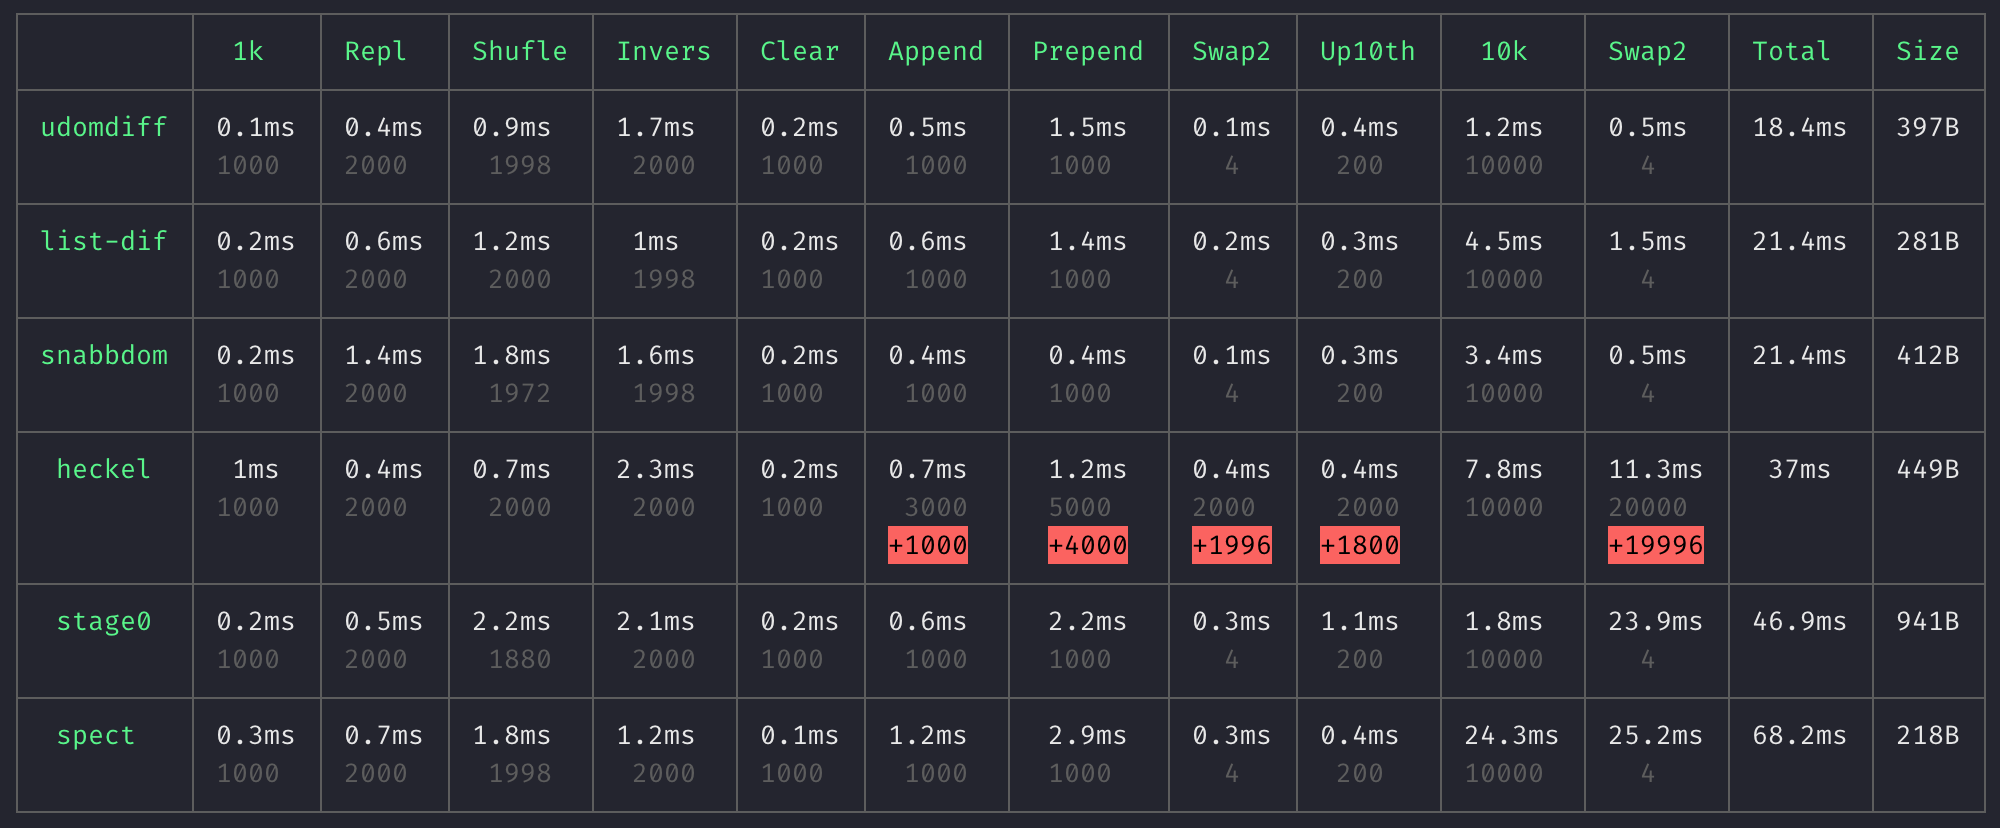 1k Repl Shufle Invers Clear Append Prepend Swap2 Up10th 10k Swap2 Total Size
udomdiff 0.1ms 0.4ms 0.9ms 1.7ms 0.2ms 0.5ms 1.5ms 0.1ms 0.4ms 1.2ms 0.5ms 18.4ms 397B
1000 2000 1998 2000 1000 1000 1000 4 200 10000 4
list-dif 0.2ms 0.6ms 1.2ms 1ms 0.2ms 0.6ms 1.4ms 0.2ms 0.3ms 4.5ms 1.5ms 21.4ms 281B
1000 2000 2000 1998 1000 1000 1000 4 200 10000 4
snabbdom 0.2ms 1.4ms 1.8ms 1.6ms 0.2ms 0.4ms 0.4ms 0.1ms 0.3ms 3.4ms 0.5ms 21.4ms 412B
1000 2000 1972 1998 1000 1000 1000 4 200 10000 4
heckel 1ms 0.4ms 0.7ms 2.3ms 0.2ms 0.7ms 1.2ms 0.4ms 0.4ms 7.8ms 11.3ms 37ms 449B
1000 2000 2000 2000 1000 3000 5000 2000 2000 10000 20000
+1000 +4000 +1996 +1800 +19996
stage0 0.2ms 0.5ms 2.2ms 2.1ms 0.2ms 0.6ms 2.2ms 0.3ms 1.1ms 1.8ms 23.9ms 46.9ms 941B
1000 2000 1880 2000 1000 1000 1000 4 200 10000 4
spect 0.3ms 0.7ms 1.8ms 1.2ms 0.1ms 1.2ms 2.9ms 0.3ms 0.4ms 24.3ms 25.2ms 68.2ms 218B
1000 2000 1998 2000 1000 1000 1000 4 200 10000 4